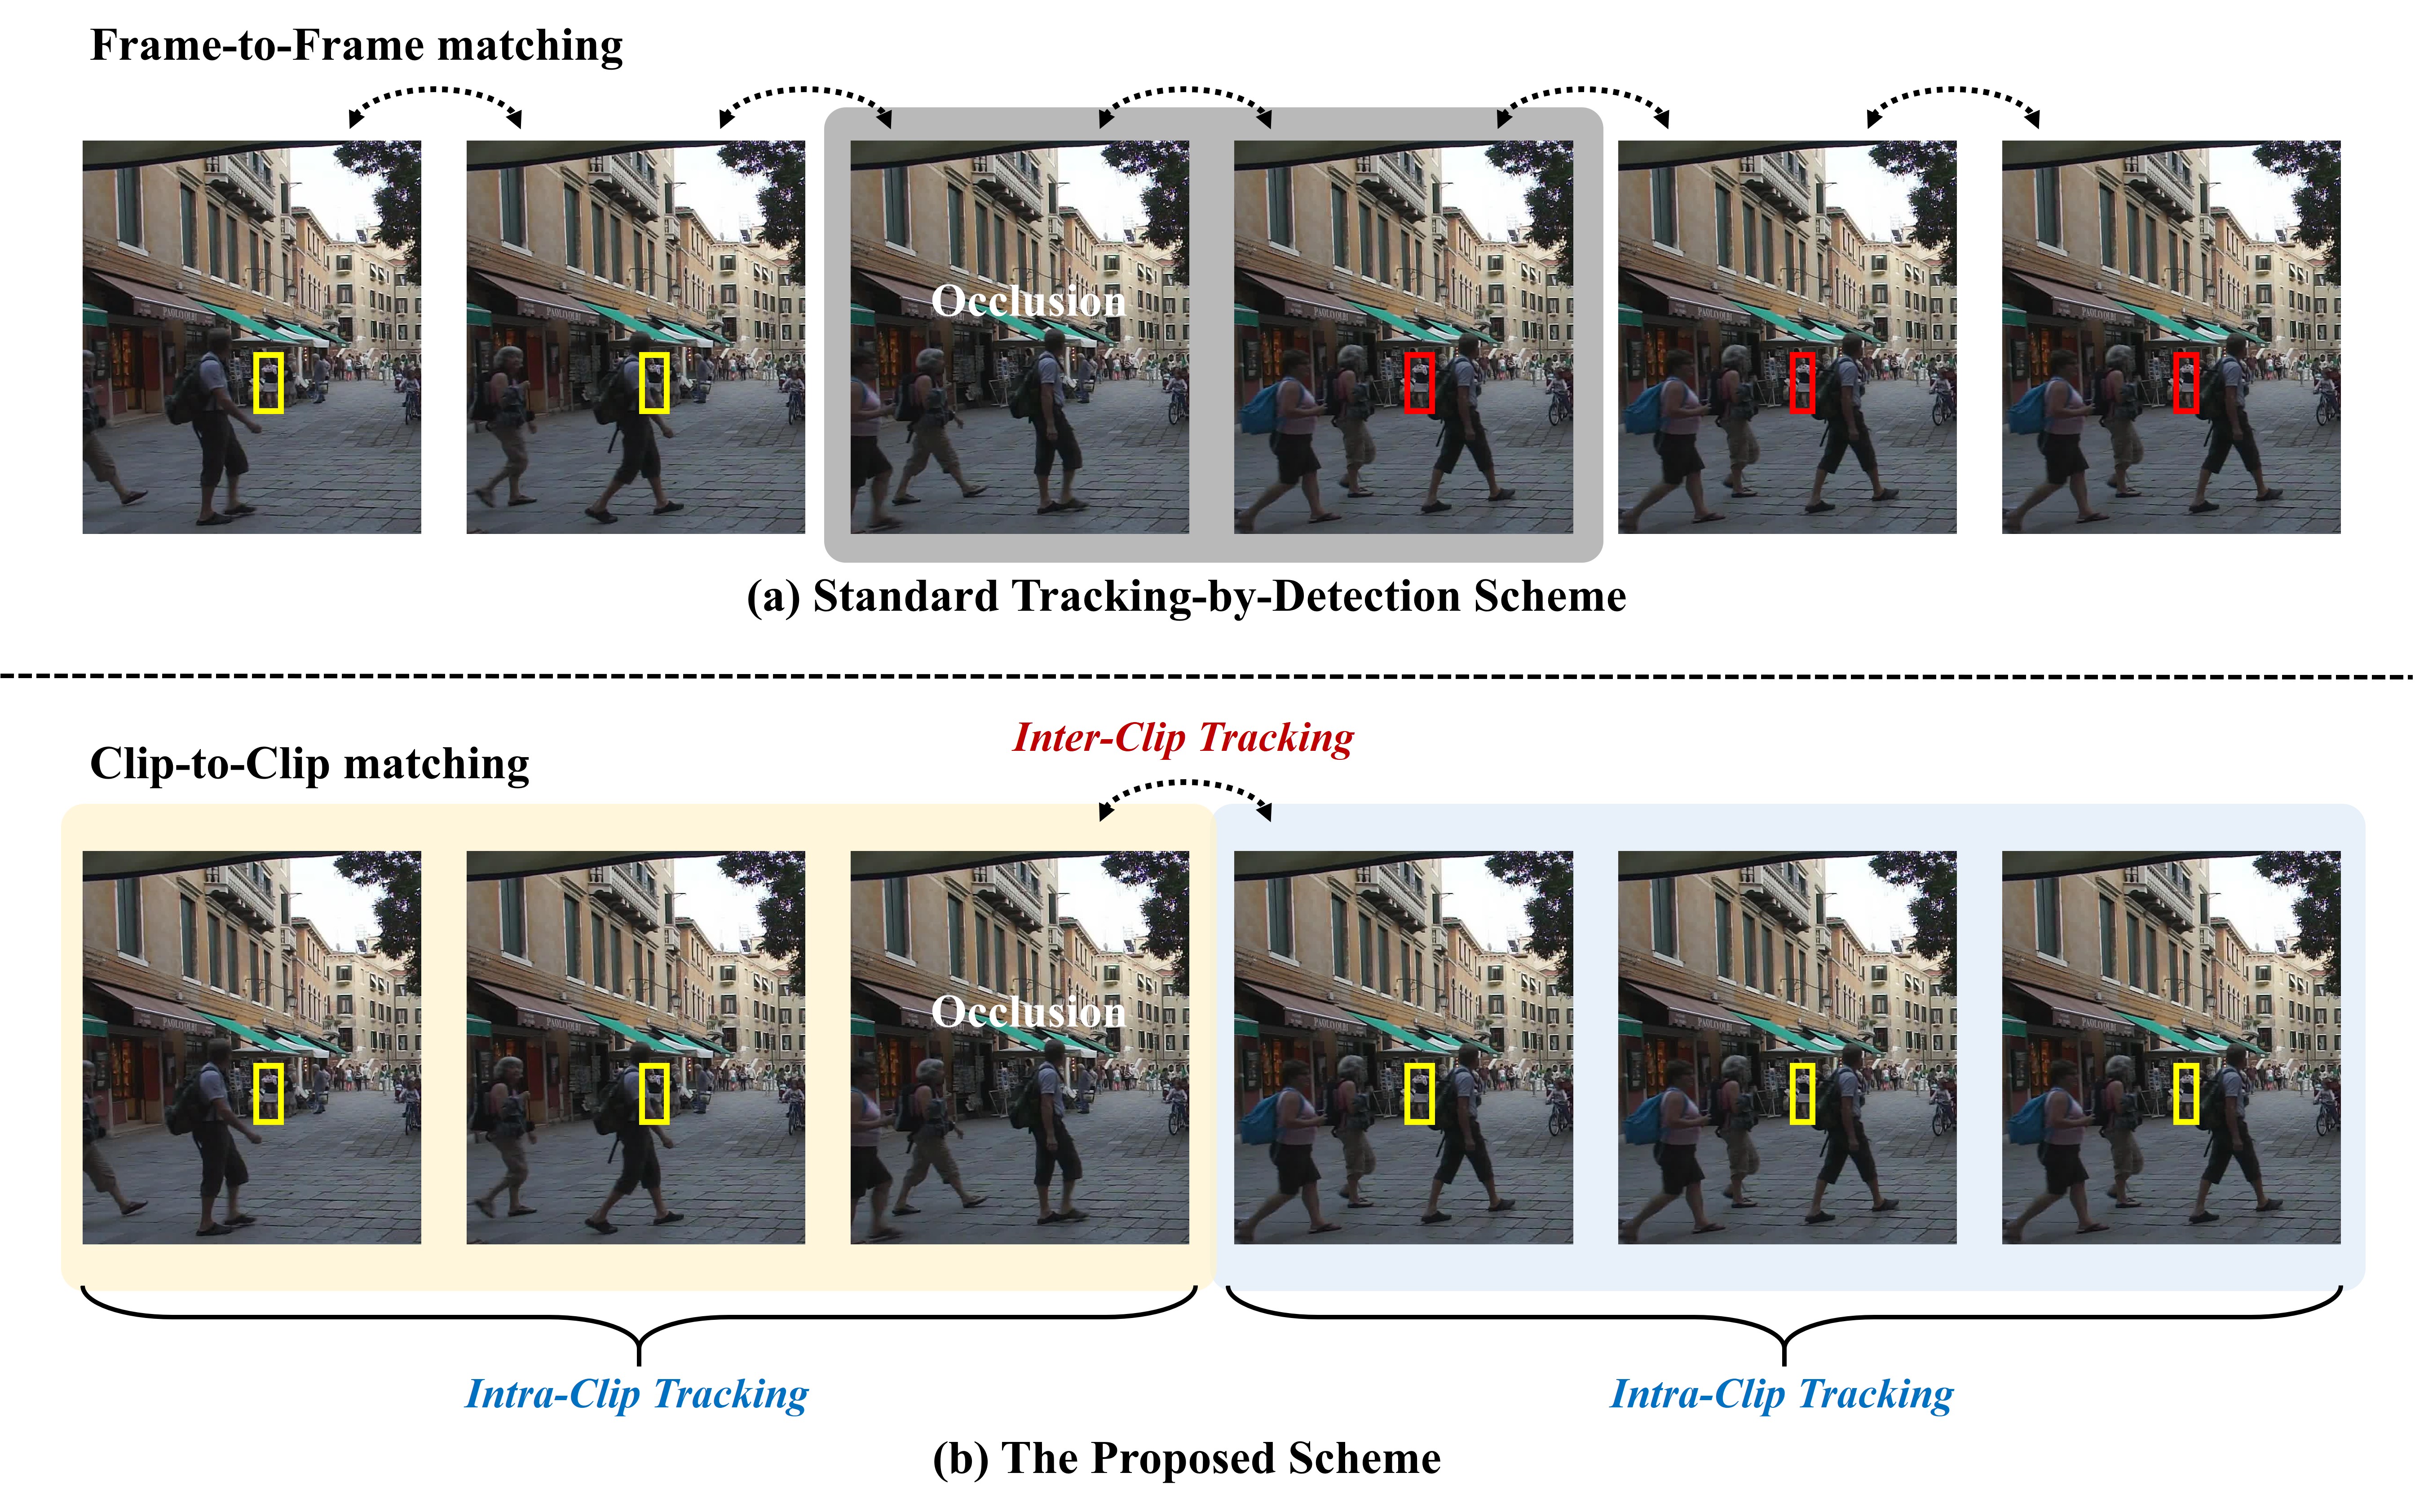 Frame-to-Frame matching
Occlusion
(a) Standard Tracking-by-Detection Scheme
Inter-Clip Tracking
Clip-to-Clip matching
Occlusion
Intra-Clip Tracking
Intra-Clip Tracking
(b) The Proposed Scheme